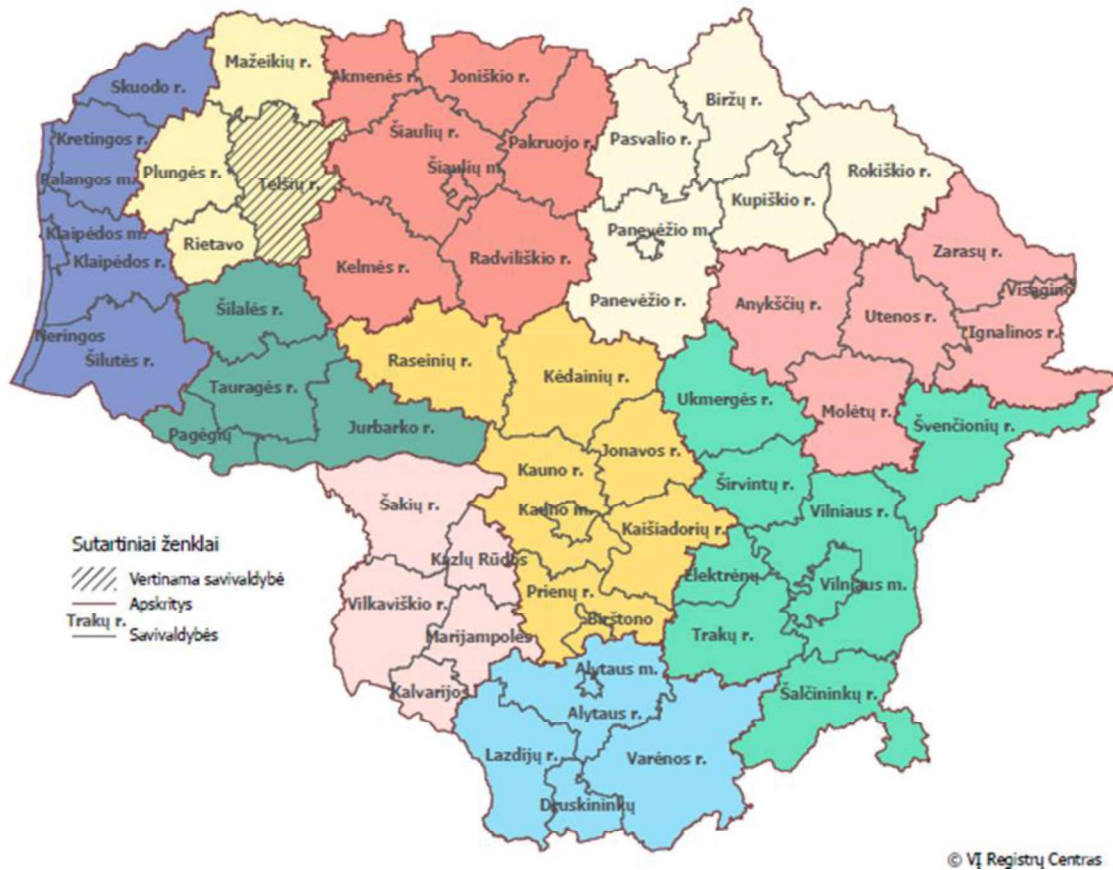 Mažeikių r.
Akmenės r.
Joniškio r.
Skuodo r.
Biržų r.
Kretingos r.
Šiaulių r.
Pakruojo r.
Pasvalio r.
Plungės r.
Šiaulių m.
Rokiškio r.
Palangos m.
Telšių r.
Kupiškio r.
Klaipėdos m.
Rietavo
Panevėžio m.
Zarasų r.
Klaipėdos r.
Kelmės r.
Radviliškio r.
Visagino
Panevėžio r.
Anykščių r.
Šilalės r.
Utenos r.
Ignalinos r.
Neringos
Šilutės r.
Raseinių r.
Kėdainių r.
Tauragės r.
Ukmergės r.
Molėtų r.
Švenčionių r.
Pagėgių
Jurbarko r.
Jonavos r.
Kauno r.
Širvintų r.
Šakių r.
Kauno m.
Kaišiadorių r.
Vilniaus r.
Kazlų Rūdos
Elektrėnų
Vilniaus m.
Prienų r.
Vilkaviškio r.
Birštono
Marijampolės
Trakų r.
Alytaus m.
Kalvarijos
Šalčininkų r.
Alytaus r.
Lazdijų r.
Varėnos r.
Druskininkų
Sutartiniai ženklai
Vertinama savivaldybė
Apskritys
Trakų r.
Savivaldybės
© VĮ Registrų Centras